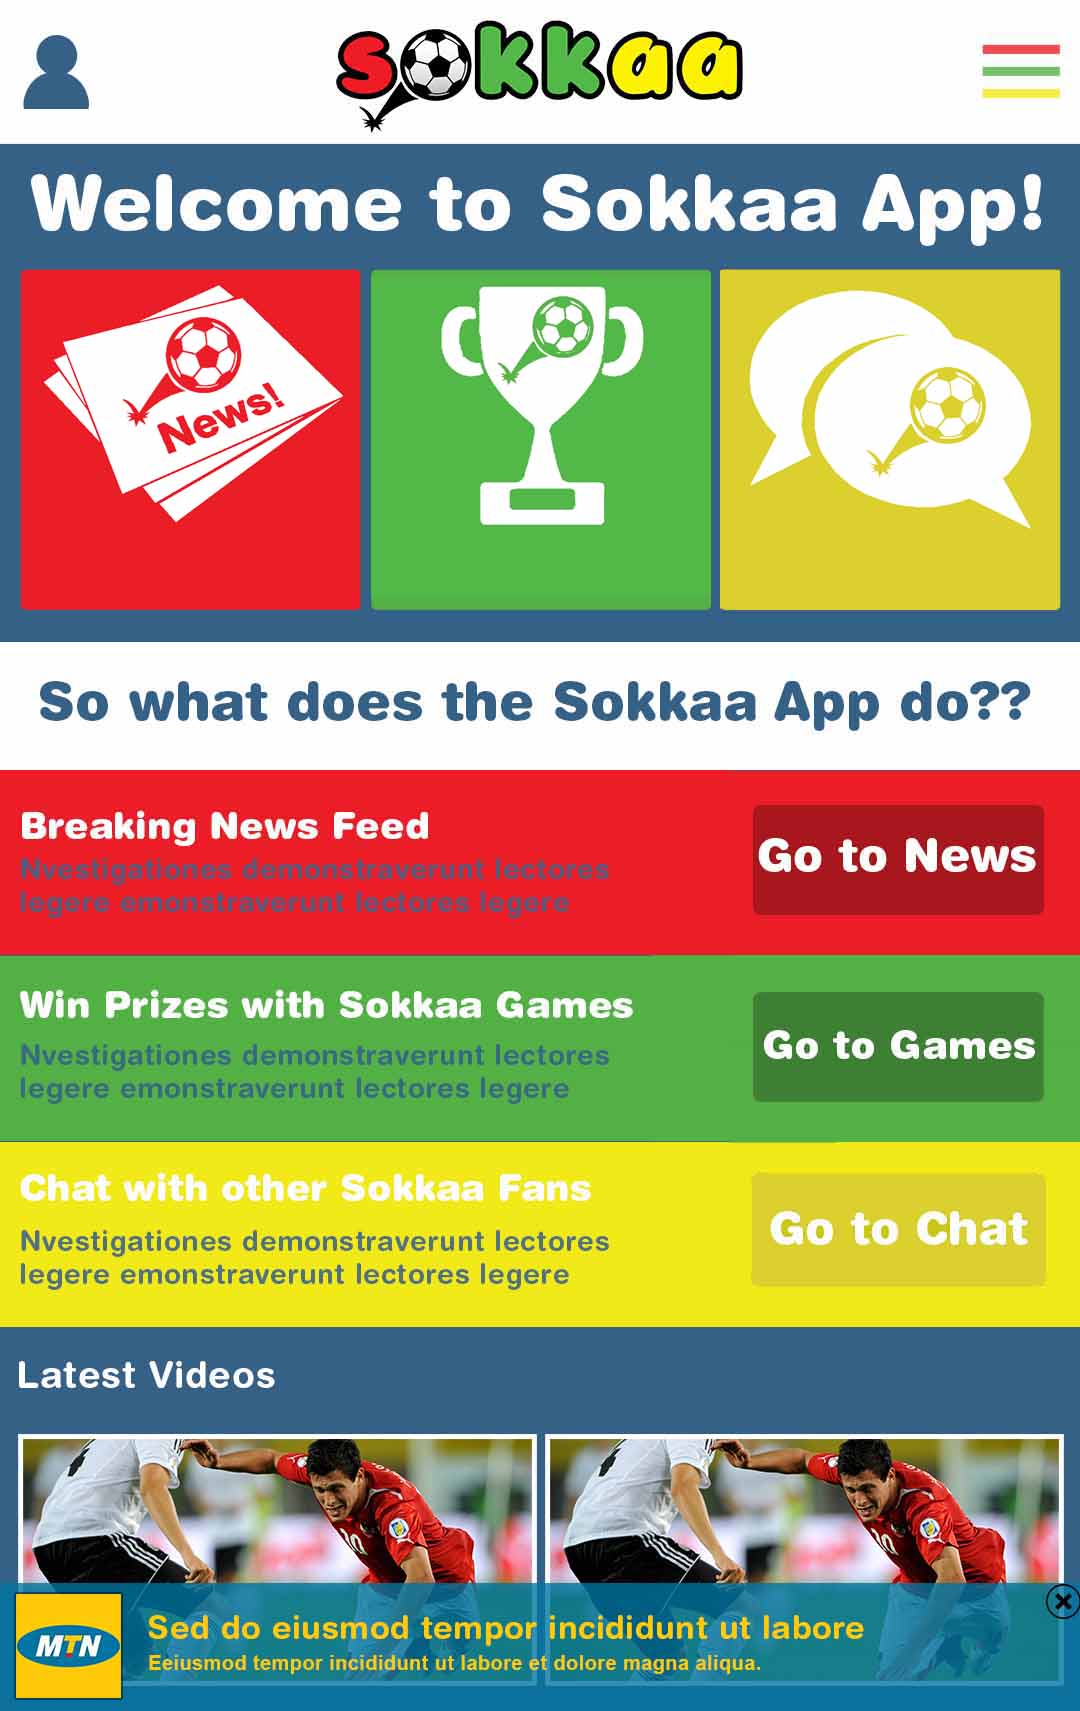 sokkaa
Welcome to Sokkaa App!
News!
So what does the Sokkaa App do??
Breaking News Feed
Nvestigationes demonstraverunt lectores
legere emonstraverunt lectores legere
Go to News
Win Prizes with Sokkaa Games
Nvestigationes demonstraverunt lectores
legere emonstraverunt lectores legere
Go to Games
Chat with other Sokkaa Fans
Nvestigationes demonstraverunt lectores
legere emonstraverunt lectores legere
Go to Chat
Latest Videos
MTN
Sed do eiusmod tempor incididunt ut labore
Eeiusmod tempor incididunt ut labore et dolore magna aliqua.